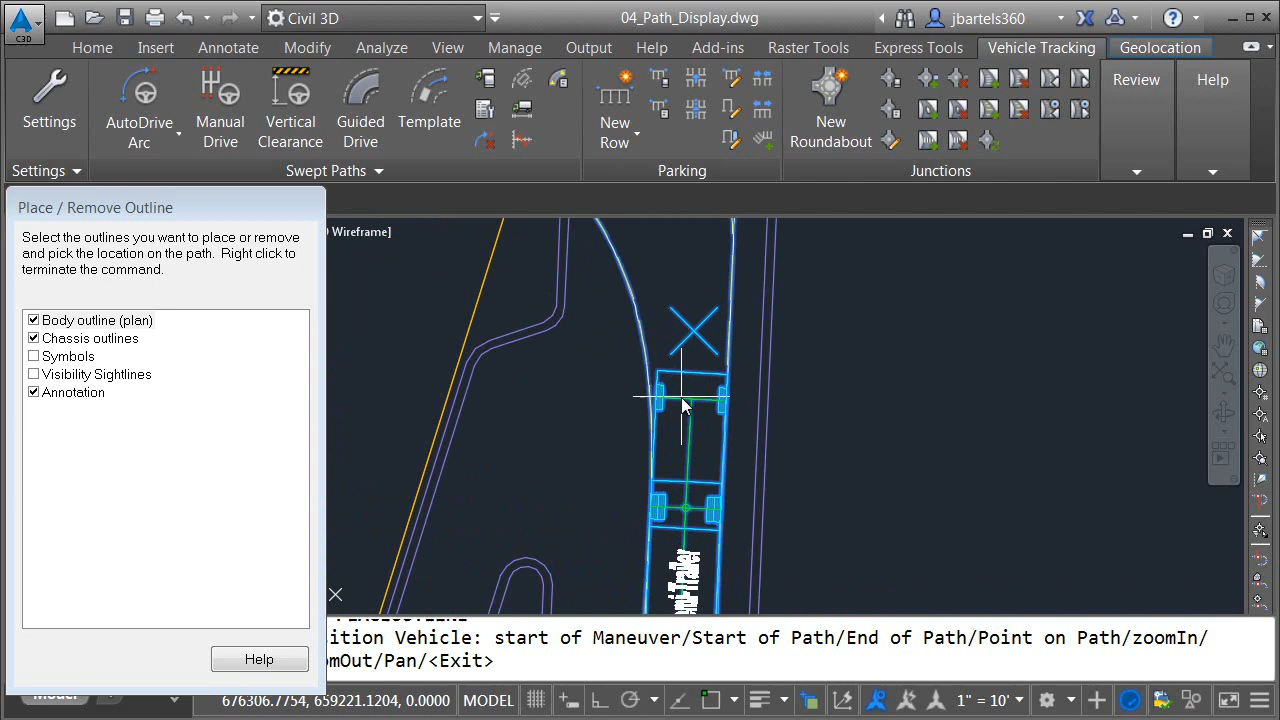 C3D
Civil 3D
04_Path_Display.dwg
jbartels360
Home
Insert
Annotate
Modify
Analyze
View
Manage
Output
Help
Add-ins
Raster Tools
Express Tools
Vehicle Tracking
Geolocation
Settings
AutoDrive
Arc
Manual
Drive
Vertical
Clearance
Guided
Drive
Template
New
Row
New
Roundabout
Review
Help
Settings
Swept Paths
Parking
Junctions
Place / Remove Outline
Select the outlines you want to place or remove
and pick the location on the path. Right click to
terminate the command.
Body outline (plan)
Chassis outlines
Symbols
Visibility Sightlines
Annotation
Help
Wireframe]
Trailer
ition Vehicle: start of Maneuver/Start of Path/End of Path/Point on Path/zoomIn/
omOut/Pan/<Exit>
Model
676306.7754, 659221.1204, 0.0000
MODEL
1" = 10'